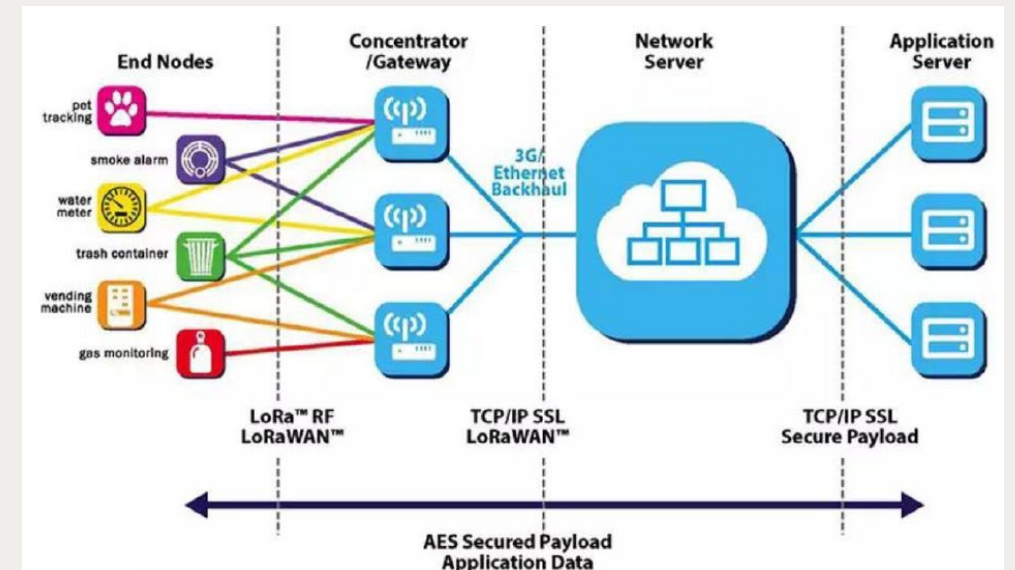 End Nodes
Concentrator
/Gateway
Network
Server
Application
Server
pet
tracking
smoke alarm
water
meter
trash container
vending
machine
gas monitoring
3G/
Ethernet
Backhaul
LoRa™ RF
LoRaWAN™
TCP/IP SSL
LoRaWAN™
TCP/IP SSL
Secure Payload
AES Secured Payload
Application Data